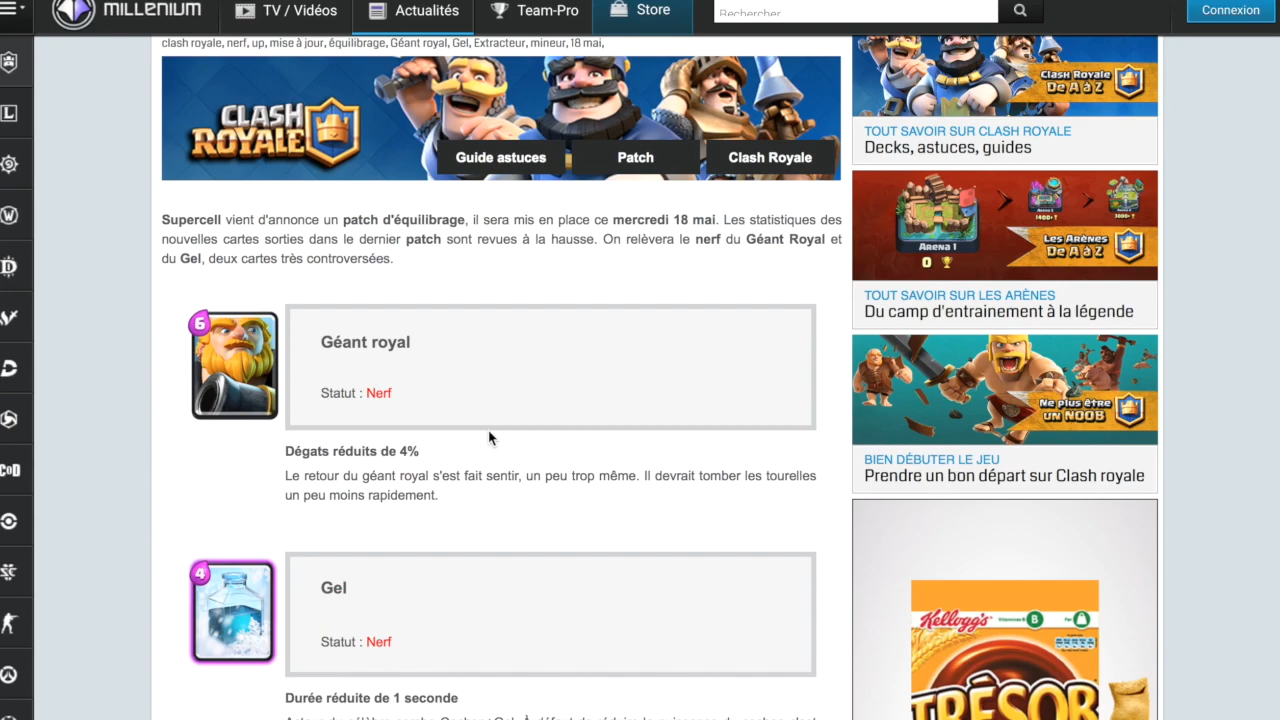 MILLENIUM
TV / Vidéos
Actualités
Team-Pro
Store
Rechercher
Connexion
clash royale, nerf, up, mise à jour, équilibrage, Géant royal, Gel, Extracteur, mineur, 18 mai,
CLASH
ROYALE
Guide astuces
Patch
Clash Royale
Supercell vient d'annonce un patch d'équilibrage, il sera mis en place ce mercredi 18 mai. Les statistiques des
nouvelles cartes sorties dans le dernier patch sont revues à la hausse. On relèvera le nerf du Géant Royal et
du Gel, deux cartes très controversées.
6
Géant royal
Statut : Nerf
Dégats réduits de 4%
Le retour du géant royal s'est fait sentir, un peu trop même. Il devrait tomber les tourelles
un peu moins rapidement.
4
Gel
Statut : Nerf
Durée réduite de 1 seconde
Clash Royale
De A à Z
TOUT SAVOIR SUR CLASH ROYALE
Decks, astuces, guides
Arena 1
0
Les Arènes
De A à Z
TOUT SAVOIR SUR LES ARÈNES
Du camp d'entrainement à la légende
Ne plus être
un NOOB
BIEN DÉBUTER LE JEU
Prendre un bon départ sur Clash royale
Kellogg's
Vitamines B
B
Fer
TRÉSOR
CoD